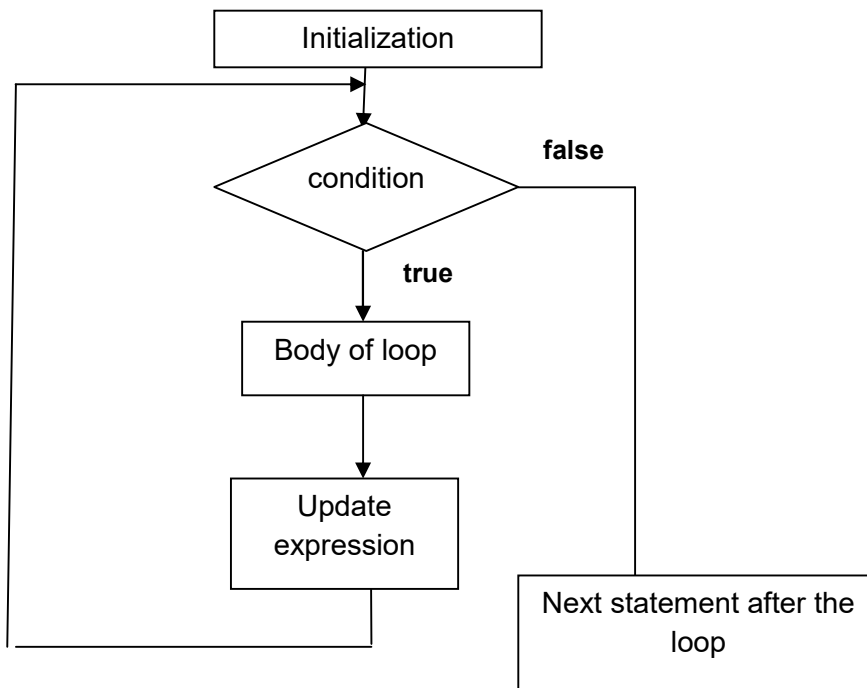 Initialization
condition
false
true
Body of loop
Update
expression
Next statement after the
loop